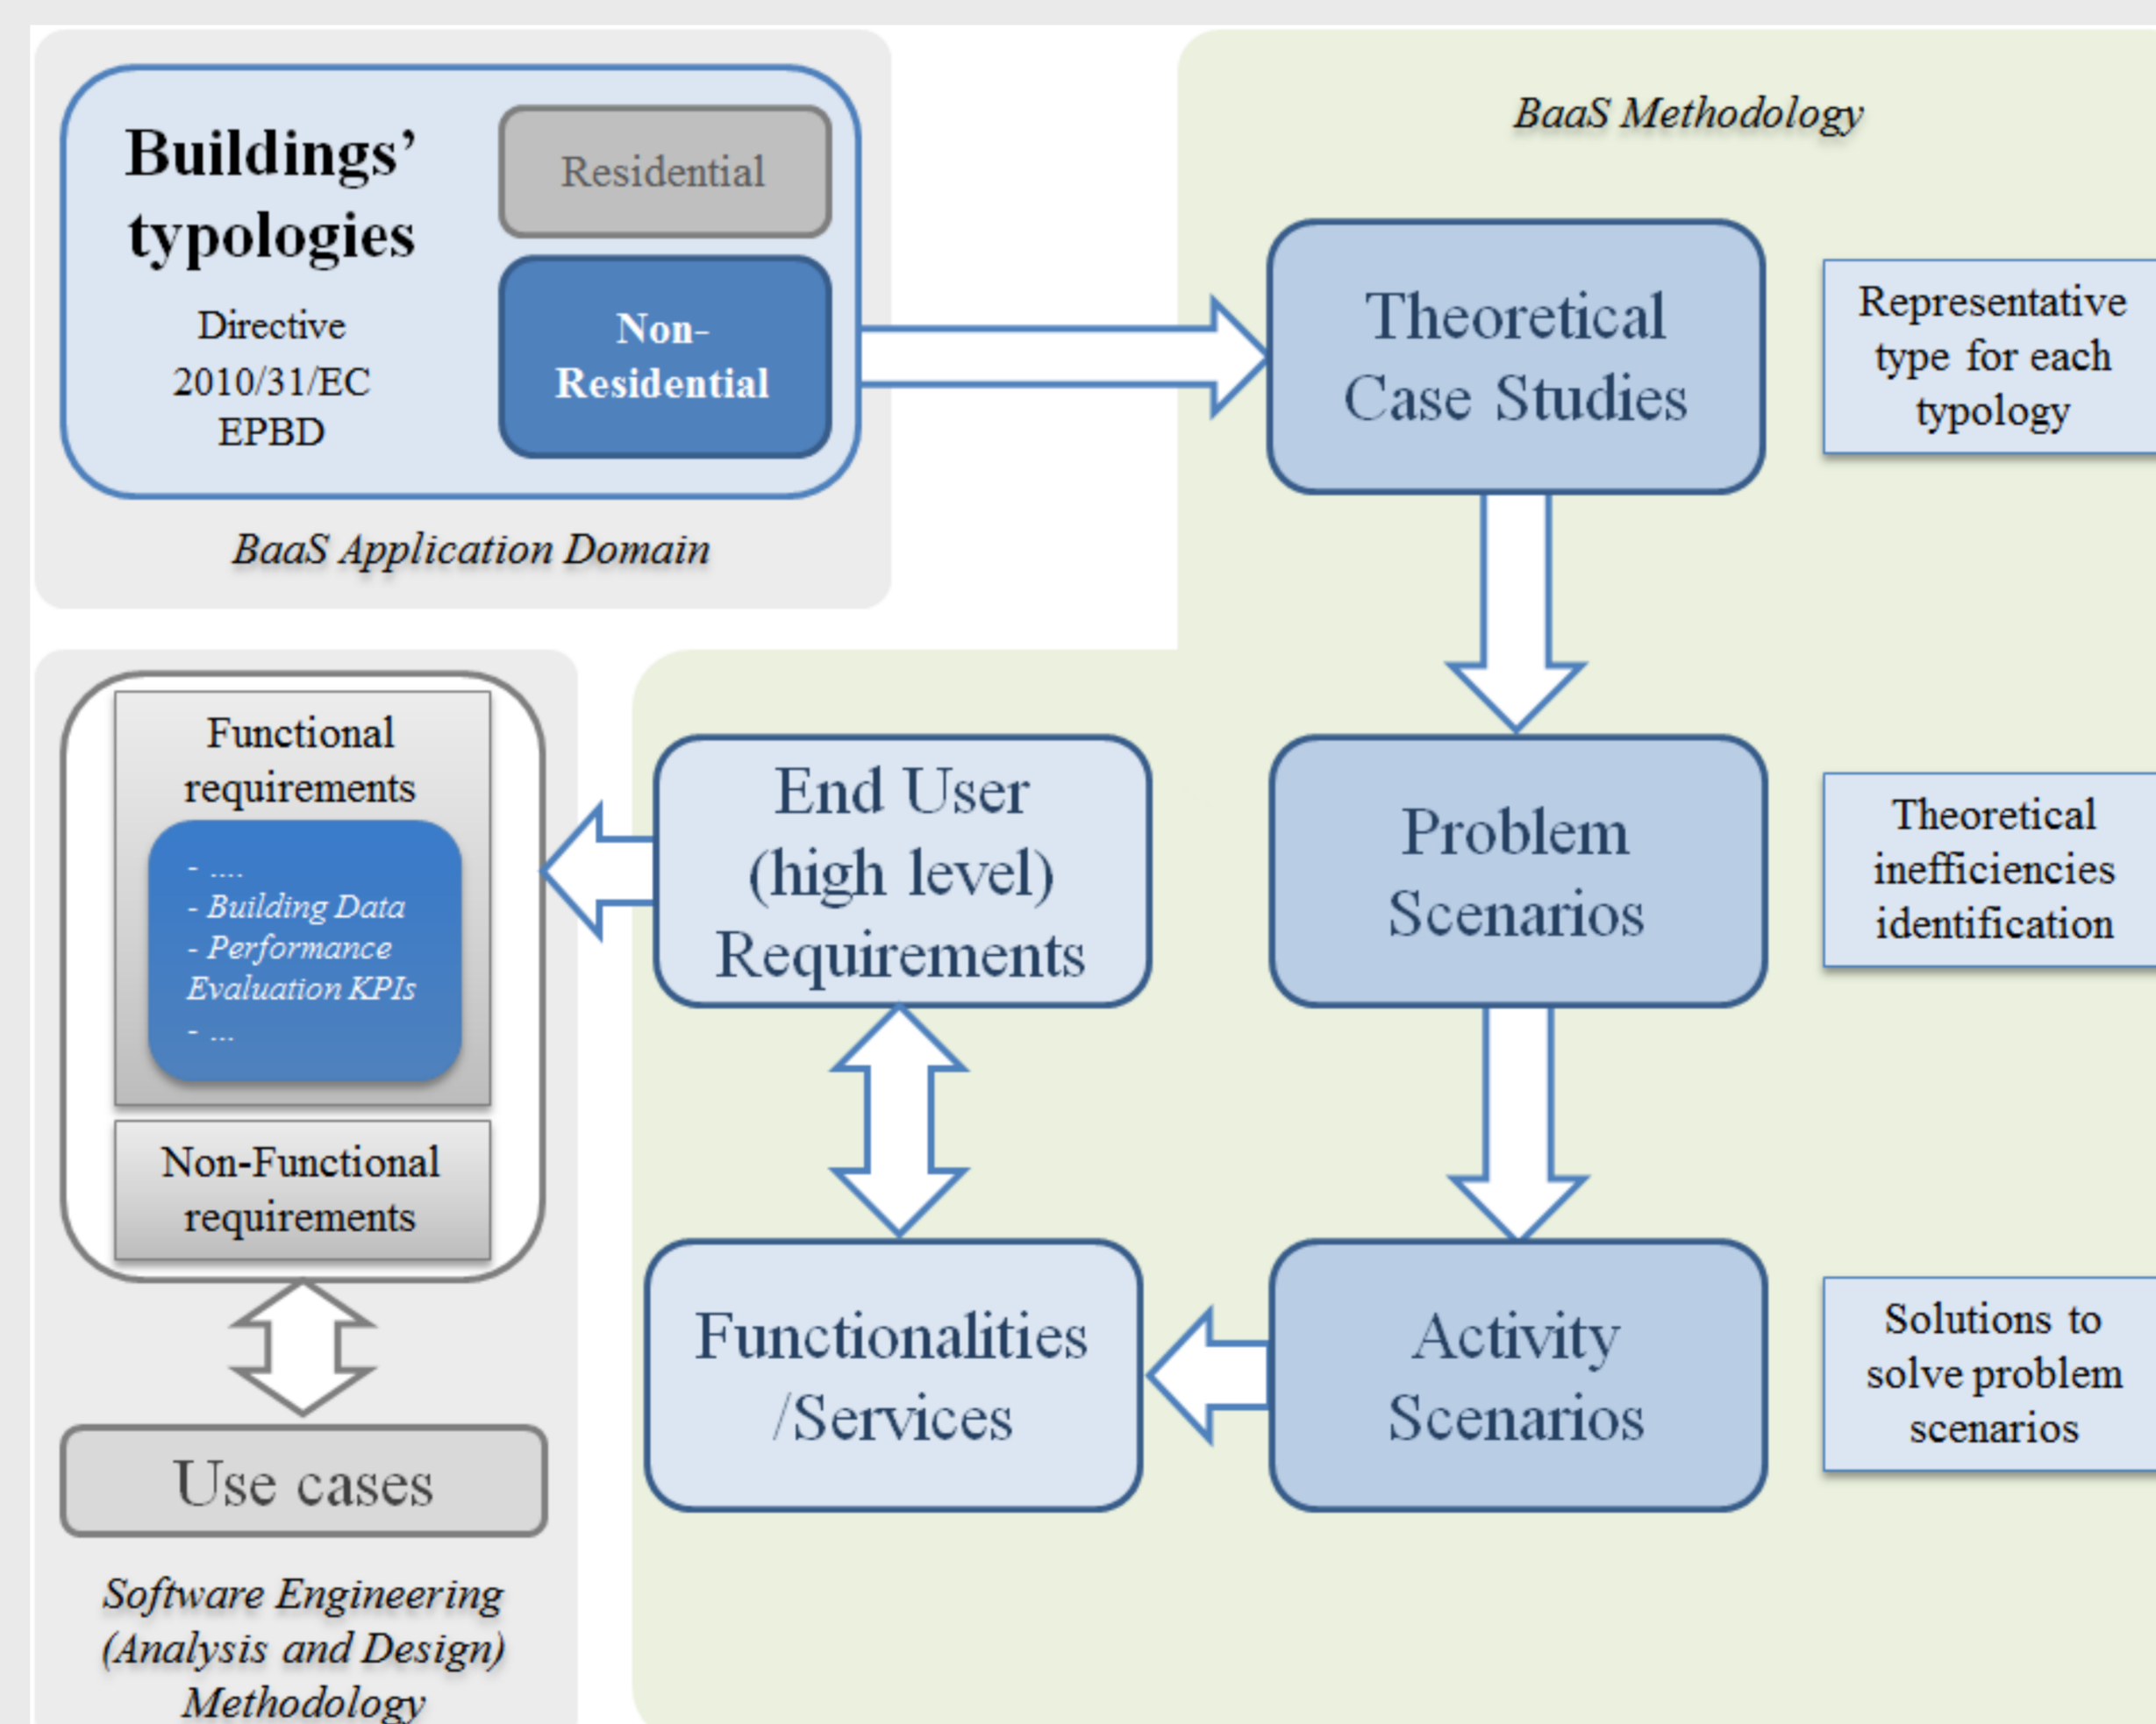 Buildings’
typologies
Directive
2010/31/EC
EPBD
Residential
Non-
Residential
BaaS Application Domain
BaaS Methodology
Theoretical
Case Studies
Representative
type for each
typology
Functional
requirements
- ....
- Building Data
- Performance
Evaluation KPIs
- ...
Non-Functional
requirements
Use cases
Software Engineering
(Analysis and Design)
Methodology
End User
(high level)
Requirements
Problem
Scenarios
Theoretical
inefficiencies
identification
Functionalities
/Services
Activity
Scenarios
Solutions to
solve problem
scenarios